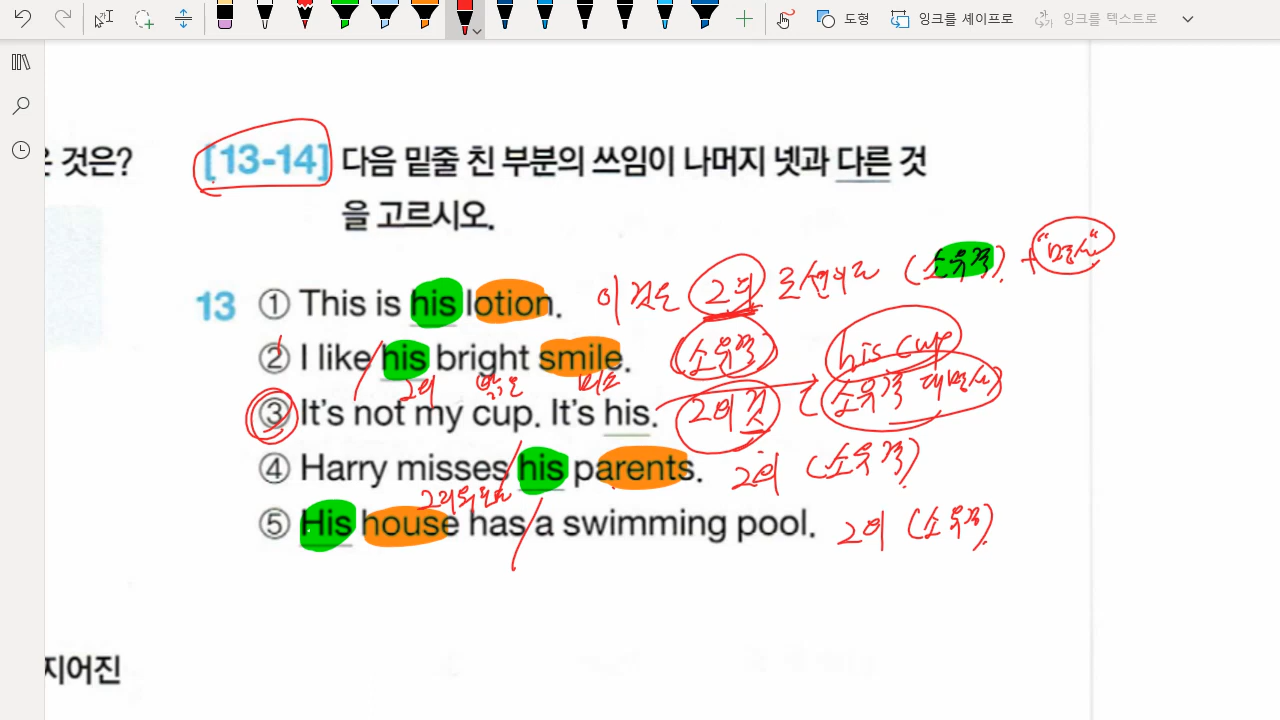 도형 잉크를 셰이프로 잉크를 텍스트로
은 것은?
[13-14] 다음 밑줄 친 부분의 쓰임이 나머지 넷과 다른 것
을 고르시오.
13 ① This is his lotion. 이것은 그의 로션이다 (소유격) + "명사"
② I like his bright smile. (소유격) his cup
그의 밝은 미소
③ It's not my cup. It's his. 그의 것 (소유격 대명사)
④ Harry misses his parents. 그의 (소유격)
그의 부모
⑤ His house has a swimming pool. 그의 (소유격)
지어진